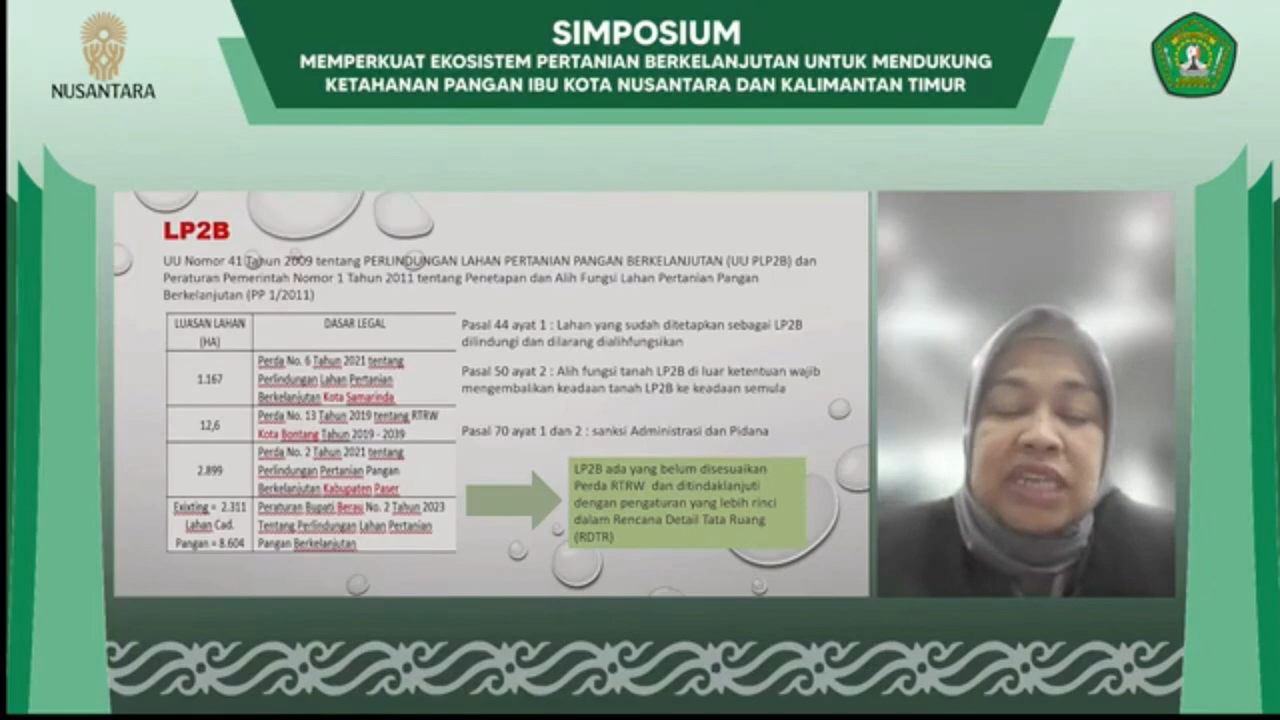 SIMPOSIUM
MEMPERKUAT EKOSISTEM PERTANIAN BERKELANJUTAN UNTUK MENDUKUNG
KETAHANAN PANGAN IBU KOTA NUSANTARA DAN KALIMANTAN TIMUR
NUSANTARA
LP2B
UU Nomor 41 Tahun 2009 tentang PERLINDUNGAN LAHAN PERTANIAN PANGAN BERKELANJUTAN (UU PLP2B) dan
Peraturan Pemerintah Nomor 1 Tahun 2011 tentang Penetapan dan Alih Fungsi Lahan Pertanian Pangan
Berkelanjutan (PP 1/2011)
LUASAN LAHAN
(HA)
DASAR LEGAL
1.167
Perda No. 6 Tahun 2021 tentang
Perlindungan Lahan Pertanian
Berkelanjutan Kota Samarinda
12,6
Perda No. 13 Tahun 2019 tentang RTRW
Kota Bontang Tahun 2019 - 2039
2.899
Perda No. 2 Tahun 2021 tentang
Perlindungan Pertanian Pangan
Berkelanjutan Kabupaten Paser
Existing = 2.311
Lahan Cad.
Pangan = 8.604
Peraturan Bupati Berau No. 2 Tahun 2023
Tentang Perlindungan Lahan Pertanian
Pangan Berkelanjutan
Pasal 44 ayat 1 : Lahan yang sudah ditetapkan sebagai LP2B
dilindungi dan dilarang dialihfungsikan
Pasal 50 ayat 2 : Alih fungsi tanah LP2B di luar ketentuan wajib
mengembalikan keadaan tanah LP2B ke keadaan semula
Pasal 70 ayat 1 dan 2 : sanksi Administrasi dan Pidana
LP2B ada yang belum disesuaikan
Perda RTRW dan ditindaklanjuti
dengan pengaturan yang lebih rinci
dalam Rencana Detail Tata Ruang
(RDTR)